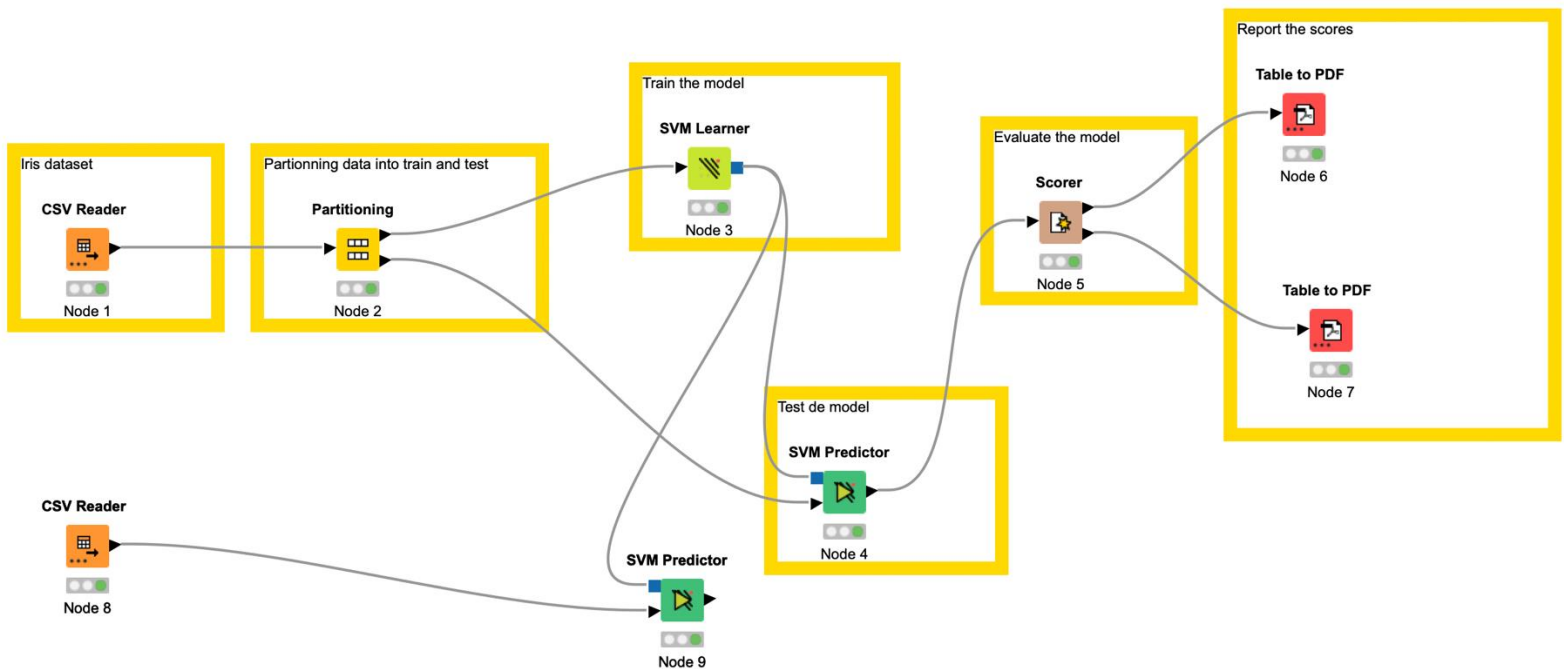 Iris dataset
CSV Reader
Node 1
Partionning data into train and test
Partitioning
Node 2
Train the model
SVM Learner
Node 3
Test de model
SVM Predictor
Node 4
Evaluate the model
Scorer
Node 5
Report the scores
Table to PDF
Node 6
Table to PDF
Node 7
CSV Reader
Node 8
SVM Predictor
Node 9